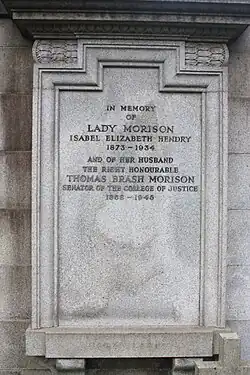 IN MEMORY
OF
LADY MORISON
ISABEL ELIZABETH HENDRY
1873 – 1934
AND OF HER HUSBAND
THE RIGHT HONOURABLE
THOMAS BRASH MORISON
SENATOR OF THE COLLEGE OF JUSTICE
1868 – 1945